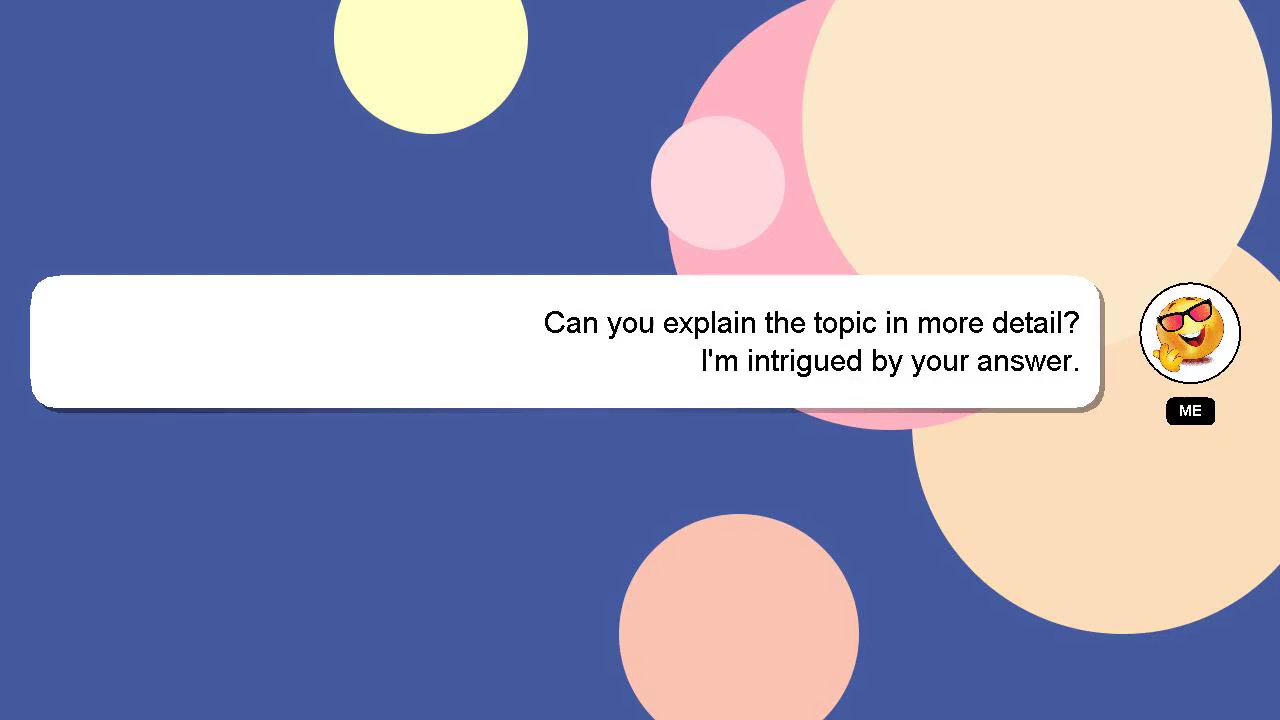 Can you explain the topic in more detail?
I'm intrigued by your answer.
ME